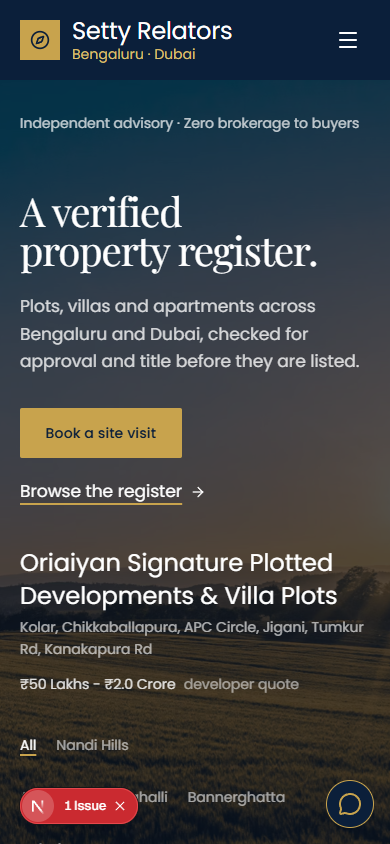 Setty Relators
Bengaluru · Dubai
Independent advisory · Zero brokerage to buyers
A verified
property register.
Plots, villas and apartments across
Bengaluru and Dubai, checked for
approval and title before they are listed.
Book a site visit
Browse the register →
Oriaiyan Signature Plotted
Developments & Villa Plots
Kolar, Chikkaballapura, APC Circle, Jigani, Tumkur
Rd, Kanakapura Rd
₹50 Lakhs – ₹2.0 Crore developer quote
All Nandi Hills
Bannerghatta
N 1 Issue ×